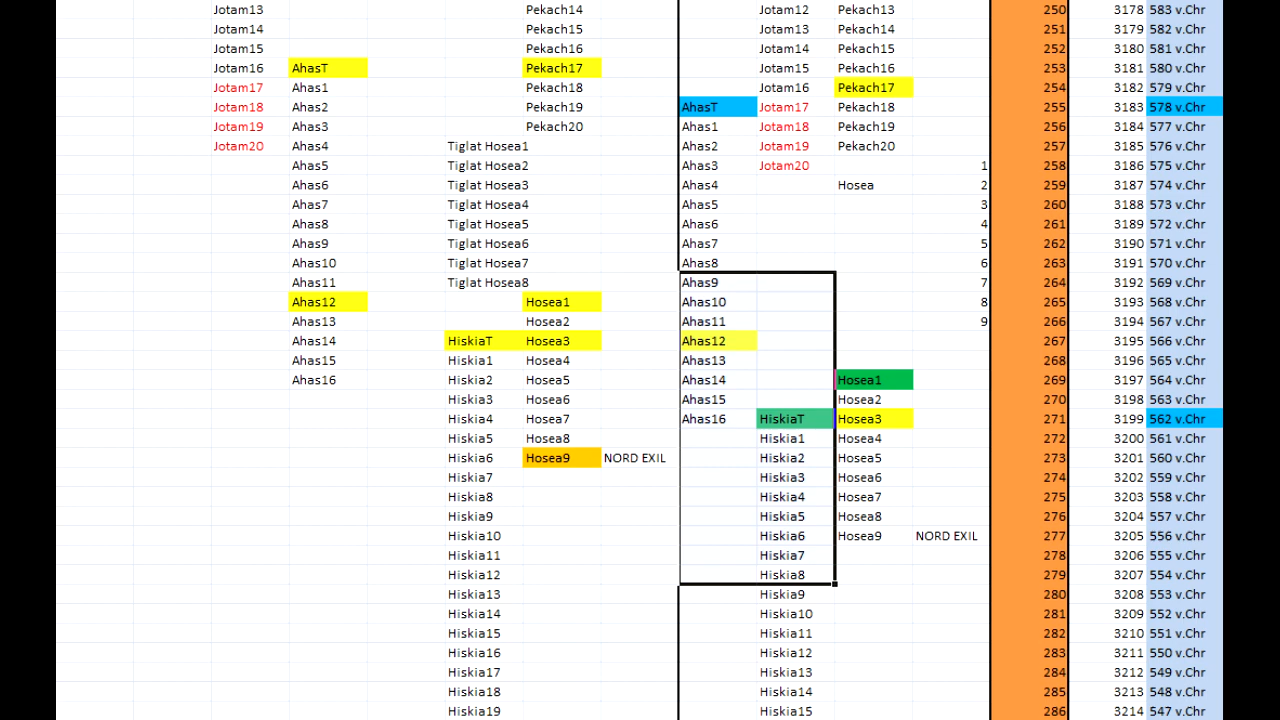 Jotam13 Pekach14 Jotam12 Pekach13 250 3178 583 v.Chr
Jotam14 Pekach15 Jotam13 Pekach14 251 3179 582 v.Chr
Jotam15 Pekach16 Jotam14 Pekach15 252 3180 581 v.Chr
Jotam16 AhasT Pekach17 Jotam15 Pekach16 253 3181 580 v.Chr
Jotam17 Ahas1 Pekach18 Jotam16 Pekach17 254 3182 579 v.Chr
Jotam18 Ahas2 Pekach19 AhasT Jotam17 Pekach18 255 3183 578 v.Chr
Jotam19 Ahas3 Pekach20 Ahas1 Jotam18 Pekach19 256 3184 577 v.Chr
Jotam20 Ahas4 Tiglat Hosea1 Ahas2 Jotam19 Pekach20 257 3185 576 v.Chr
Ahas5 Tiglat Hosea2 Ahas3 Jotam20 1 258 3186 575 v.Chr
Ahas6 Tiglat Hosea3 Ahas4 Hosea 2 259 3187 574 v.Chr
Ahas7 Tiglat Hosea4 Ahas5 3 260 3188 573 v.Chr
Ahas8 Tiglat Hosea5 Ahas6 4 261 3189 572 v.Chr
Ahas9 Tiglat Hosea6 Ahas7 5 262 3190 571 v.Chr
Ahas10 Tiglat Hosea7 Ahas8 6 263 3191 570 v.Chr
Ahas11 Tiglat Hosea8 Ahas9 7 264 3192 569 v.Chr
Ahas12 Hosea1 Ahas10 8 265 3193 568 v.Chr
Ahas13 Hosea2 Ahas11 9 266 3194 567 v.Chr
Ahas14 HiskiaT Hosea3 Ahas12 267 3195 566 v.Chr
Ahas15 Hiskia1 Hosea4 Ahas13 268 3196 565 v.Chr
Ahas16 Hiskia2 Hosea5 Ahas14 Hosea1 269 3197 564 v.Chr
Hiskia3 Hosea6 Ahas15 Hosea2 270 3198 563 v.Chr
Hiskia4 Hosea7 Ahas16 HiskiaT Hosea3 271 3199 562 v.Chr
Hiskia5 Hosea8 Hiskia1 Hosea4 272 3200 561 v.Chr
Hiskia6 Hosea9 NORD EXIL Hiskia2 Hosea5 273 3201 560 v.Chr
Hiskia7 Hiskia3 Hosea6 274 3202 559 v.Chr
Hiskia8 Hiskia4 Hosea7 275 3203 558 v.Chr
Hiskia9 Hiskia5 Hosea8 276 3204 557 v.Chr
Hiskia10 Hiskia6 Hosea9 NORD EXIL 277 3205 556 v.Chr
Hiskia11 Hiskia7 278 3206 555 v.Chr
Hiskia12 Hiskia8 279 3207 554 v.Chr
Hiskia13 Hiskia9 280 3208 553 v.Chr
Hiskia14 Hiskia10 281 3209 552 v.Chr
Hiskia15 Hiskia11 282 3210 551 v.Chr
Hiskia16 Hiskia12 283 3211 550 v.Chr
Hiskia17 Hiskia13 284 3212 549 v.Chr
Hiskia18 Hiskia14 285 3213 548 v.Chr
Hiskia19 Hiskia15 286 3214 547 v.Chr